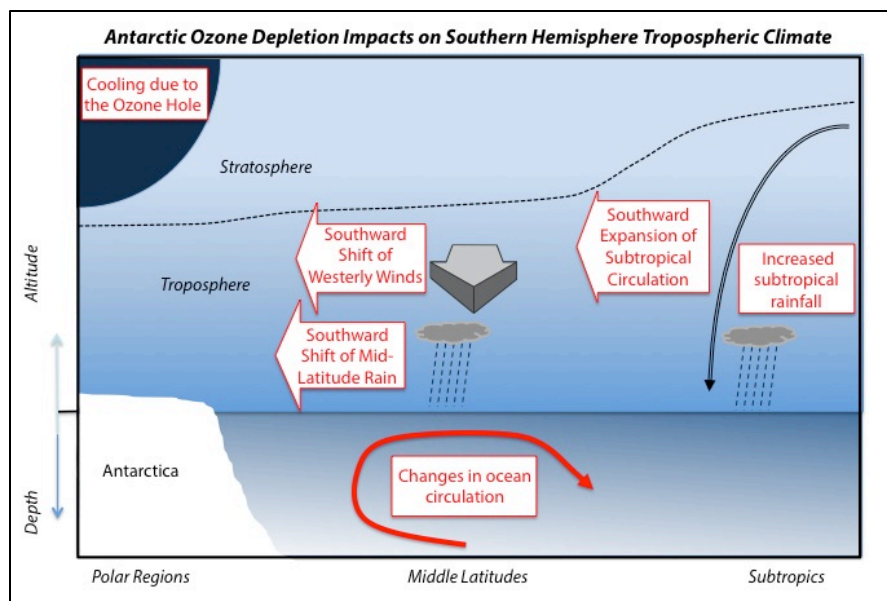 Antarctic Ozone Depletion Impacts on Southern Hemisphere Tropospheric Climate
Cooling due to
the Ozone Hole
Stratosphere
Southward
Shift of
Westerly Winds
Southward
Expansion of
Subtropical
Circulation
Increased
subtropical
rainfall
Troposphere
Southward
Shift of Mid-
Latitude Rain
Altitude
Antarctica
Changes in ocean
circulation
Depth
Polar Regions
Middle Latitudes
Subtropics